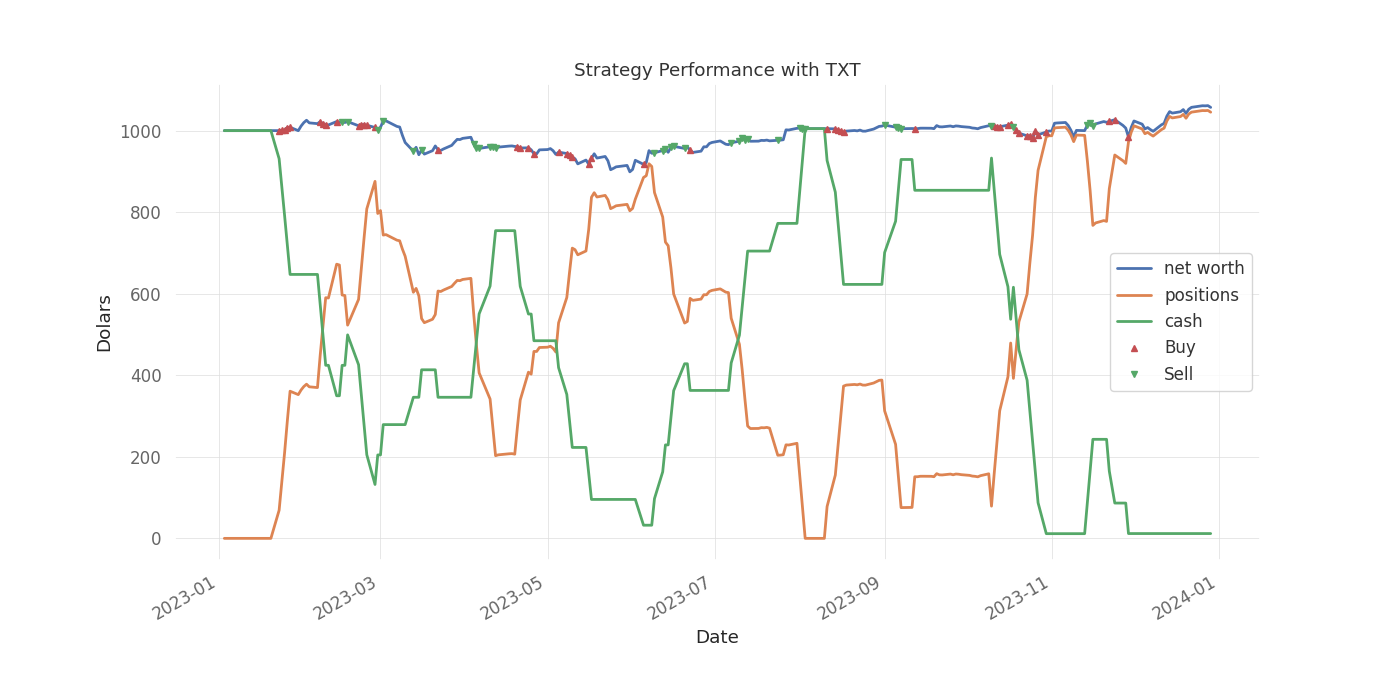 Strategy Performance with TXT
Dolars
1000
800
600
400
200
0
net worth
positions
cash
Buy
Sell
2023-01
2023-03
2023-05
2023-07
2023-09
2023-11
2024-01
Date